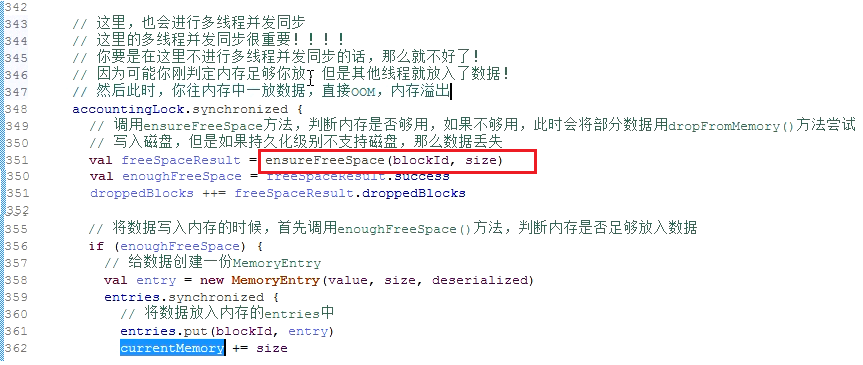 342
343 // 这里，也会进行多线程并发同步
344 // 这里的多线程并发同步很重要！！！！
345 // 你要是在这里不进行多线程并发同步的话，那么就不好了！
346 // 因为可能你刚判定内存足够你放，但是其他线程就放入了数据！
347 // 然后此时，你往内存中一放数据，直接OOM，内存溢出
348 accountingLock.synchronized {
349 // 调用ensureFreeSpace方法，判断内存是否够用，如果不够用，此时会将部分数据用dropFromMemory()方法尝试
350 // 写入磁盘，但是如果持久化级别不支持磁盘，那么数据丢失
351 val freeSpaceResult = ensureFreeSpace(blockId, size)
350 val enoughFreeSpace = freeSpaceResult.success
351 droppedBlocks ++= freeSpaceResult.droppedBlocks
352
355 // 将数据写入内存的时候，首先调用enoughFreeSpace()方法，判断内存是否足够放入数据
356 if (enoughFreeSpace) {
357 // 给数据创建一份MemoryEntry
358 val entry = new MemoryEntry(value, size, deserialized)
359 entries.synchronized {
360 // 将数据放入内存的entries中
361 entries.put(blockId, entry)
362 currentMemory += size